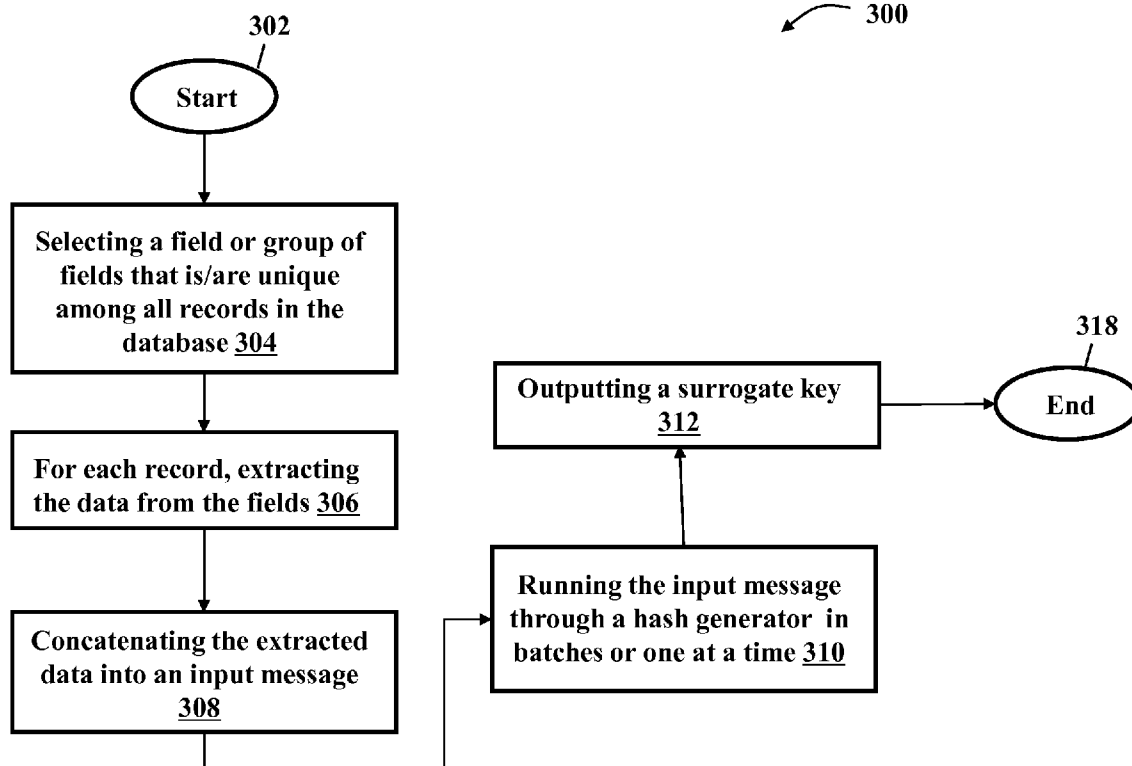 300
302
Start
Selecting a field or group of
fields that is/are unique
among all records in the
database 304
For each record, extracting
the data from the fields 306
Concatenating the extracted
data into an input message
308
Running the input message
through a hash generator in
batches or one at a time 310
Outputting a surrogate key
312
318
End